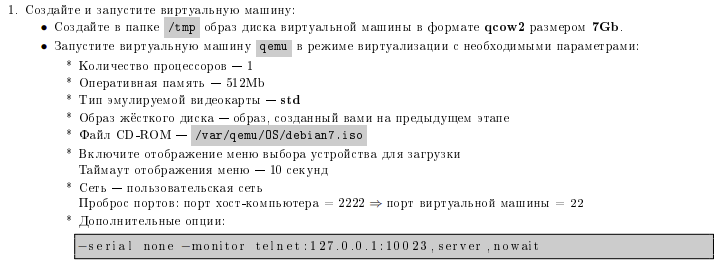 1. Создайте и запустите виртуальную машину:
• Создайте в папке /tmp образ диска виртуальной машины в формате qcow2 размером 7Gb.
• Запустите виртуальную машину qemu в режиме виртуализации с необходимыми параметрами:
* Количество процессоров — 1
* Оперативная память — 512Mb
* Тип эмулируемой видеокарты — std
* Образ жёсткого диска — образ, созданный вами на предыдущем этапе
* Файл CD-ROM — /var/qemu/OS/debian7.iso
* Включите отображение меню выбора устройства для загрузки
Таймаут отображения меню — 10 секунд
* Сеть — пользовательская сеть
Проброс портов: порт хост-компьютера = 2222 ⇒ порт виртуальной машины = 22
* Дополнительные опции:
−serial none −monitor telnet:127.0.0.1:10023,server,nowait